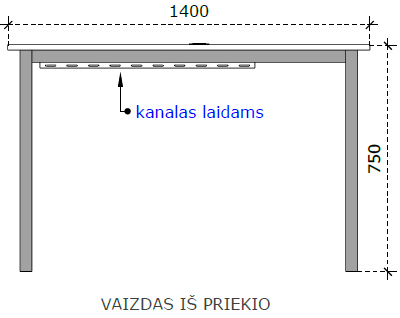 1400
kanalas laidams
750
VAIZDAS IŠ PRIEKIO